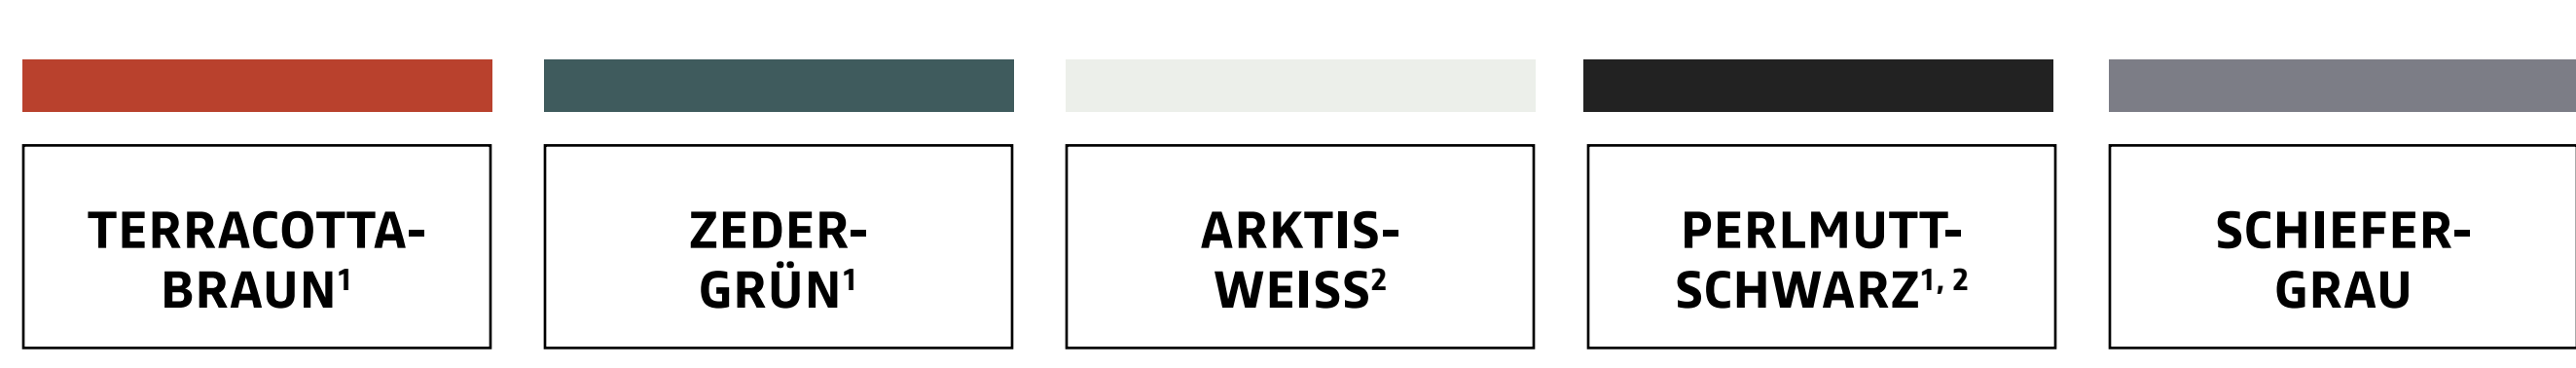 TERRACOTTA-
BRAUN¹
ZEDER-
GRÜN¹
ARKTIS-
WEISS²
PERLMUTT-
SCHWARZ¹, ²
SCHIEFER-
GRAU